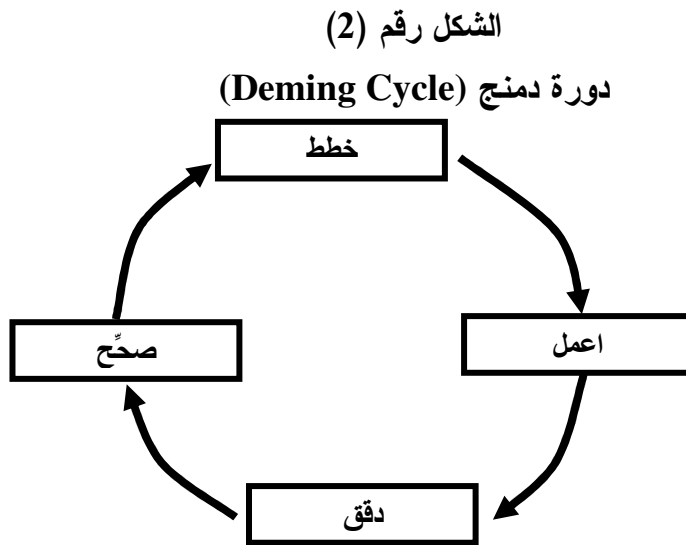 الشكل رقم (2)
دورة دمنج (Deming Cycle)
خطط
اعمل
صحِّح
دقق